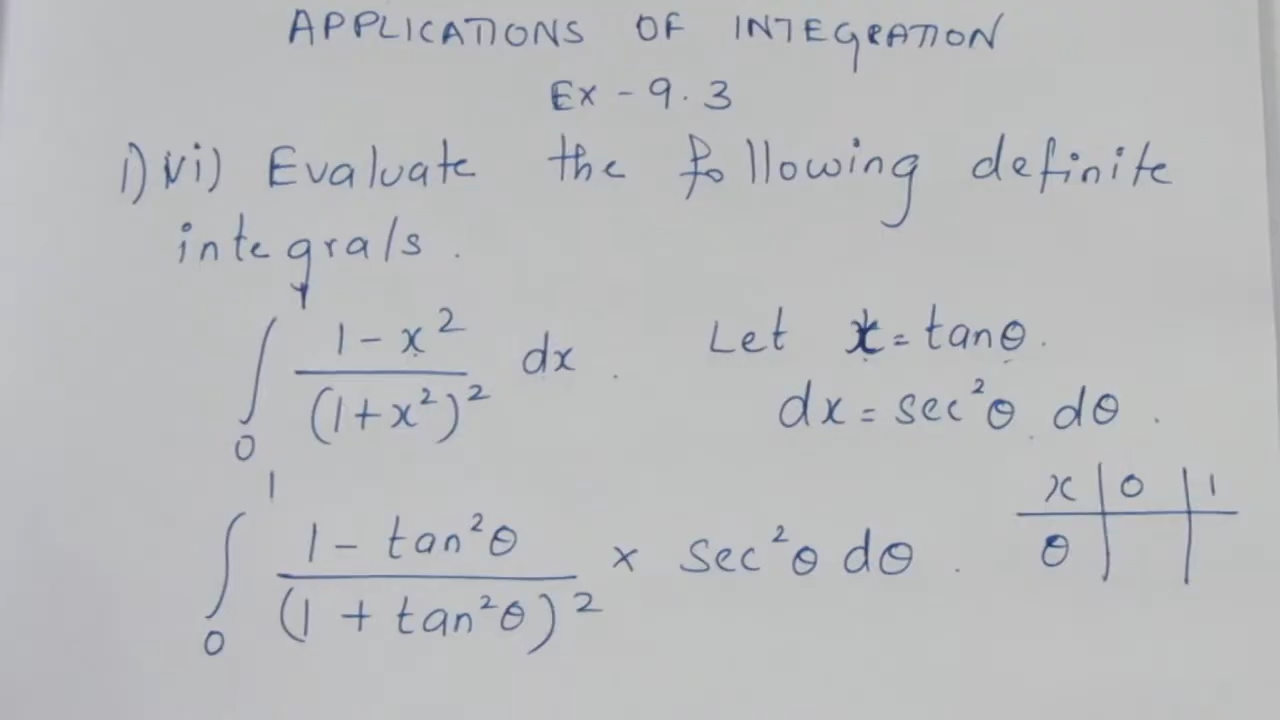 APPLICATIONS OF INTEGRATION
Ex - 9.3
1) vi) Evaluate the following definite
integrals.
∫₀¹ (1 - x²)/(1 + x²)² dx. Let x = tanθ.
dx = sec²θ dθ.
x | 0 | 1
∫₀¹ (1 - tan²θ)/(1 + tan²θ)² × sec²θ dθ.
θ | |